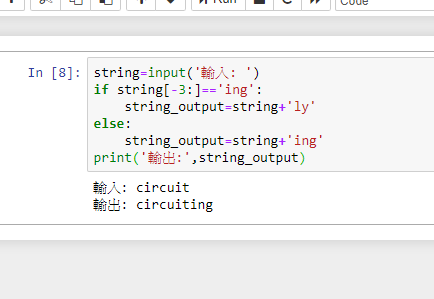 Run
Code
In [8]:
string=input('輸入: ')
if string[-3:]=='ing':
    string_output=string+'ly'
else:
    string_output=string+'ing'
print('輸出:',string_output)
輸入: circuit
輸出: circuiting